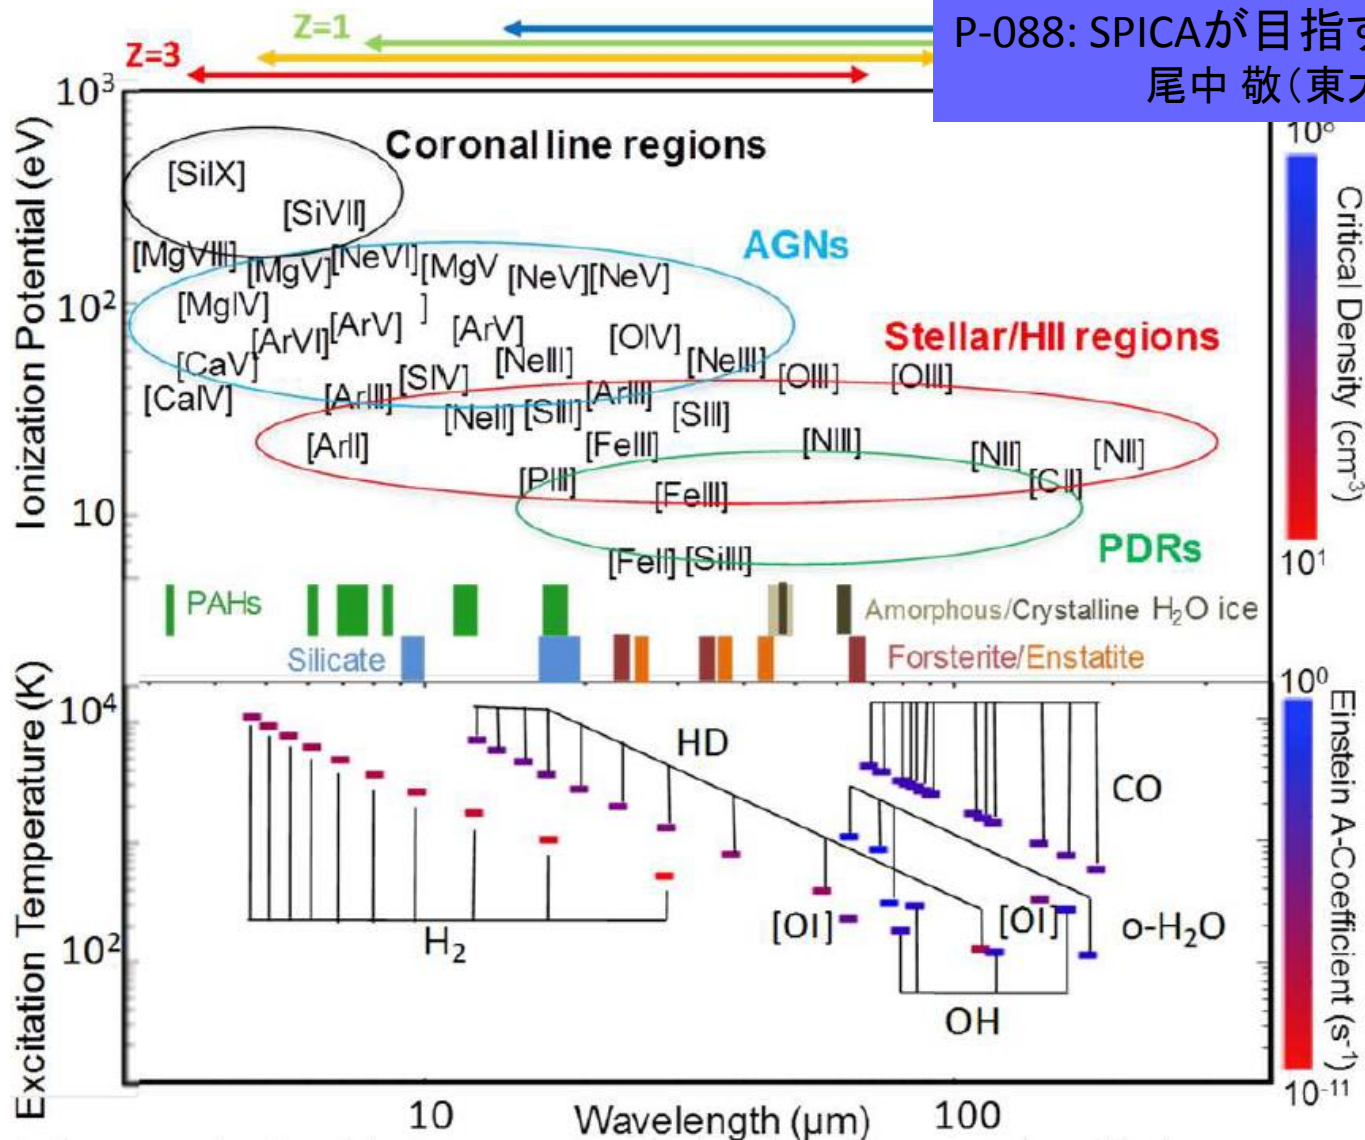 P-088: SPICAが目指す
尾中 敬（東大
Z=1
Z=3
10³
Ionization Potential (eV)
10²
10
Coronal line regions
[SiIX]
[SiVII]
[MgVIII] [MgV] [NeVI] [MgV
]
[NeV] [NeV]
AGNs
[MgIV]
[ArVI] [ArV] [ArV] [OIV]
Stellar/HII regions
[CaV] [SIV] [NeIII] [NeIII] [OIII] [OIII]
[CaIV] [ArIII] [NeII] [SIII] [ArIII] [SIII]
[ArII] [FeIII] [NIII] [NII] [NII]
[PIII] [FeIII] [CII]
[FeII] [SiII]
PDRs
Critical Density (cm⁻³)
10¹
PAHs
Amorphous/Crystalline H₂O ice
Silicate
Forsterite/Enstatite
Excitation Temperature (K)
10⁴
10²
HD
CO
H₂
[OI]
[OI]
o-H₂O
OH
10⁰
Einstein A-Coefficient (s⁻¹)
10⁻¹¹
10
100
Wavelength (μm)